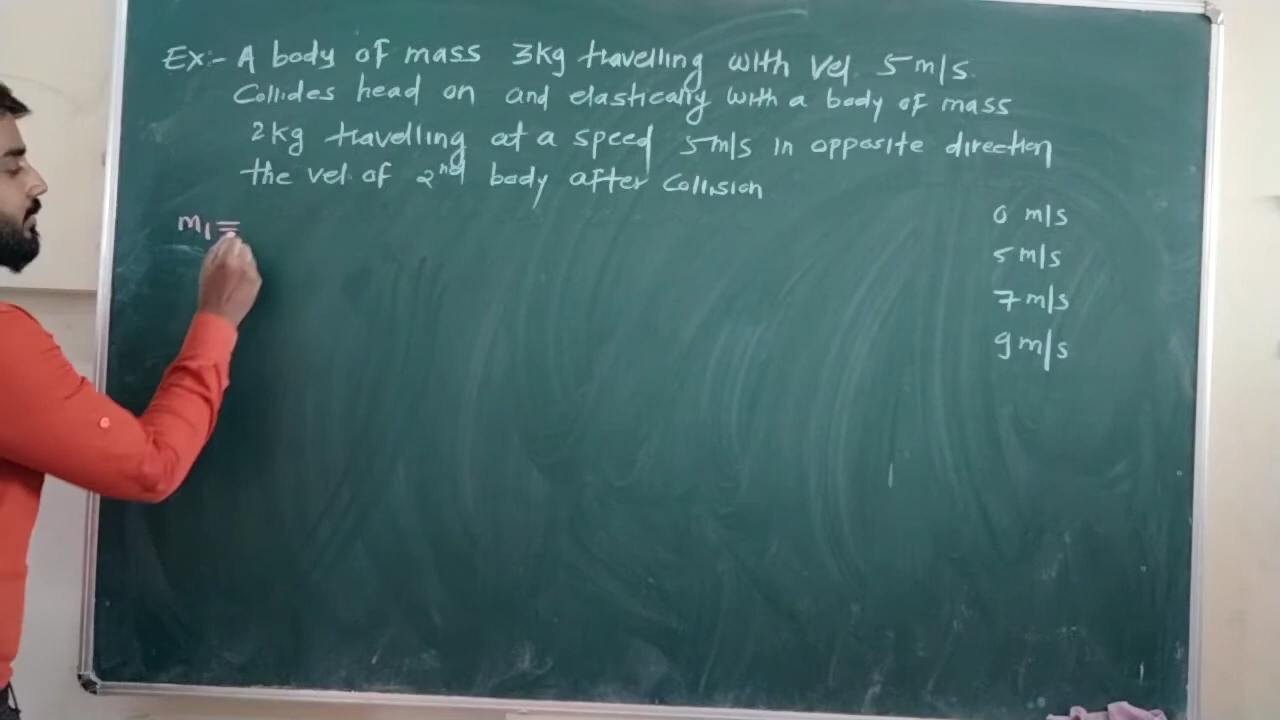 Ex:- A body of mass 3kg travelling with vel 5m/s.
Collides head on and elastically with a body of mass
2kg travelling at a speed 5m/s in opposite direction
the vel. of 2nd body after Collision
0 m/s
5 m/s
7 m/s
9 m/s
m1 =